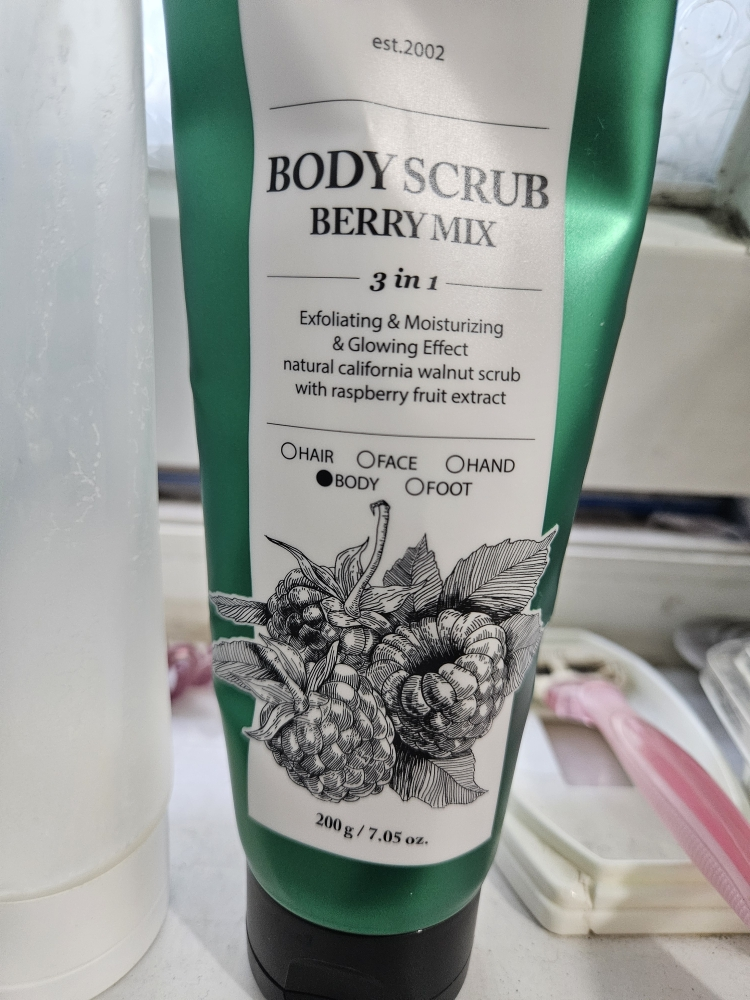 est.2002
BODY SCRUB
BERRY MIX
3 in 1
Exfoliating & Moisturizing
& Glowing Effect
natural california walnut scrub
with raspberry fruit extract
HAIR FACE HAND
BODY FOOT
200g / 7.05 oz.